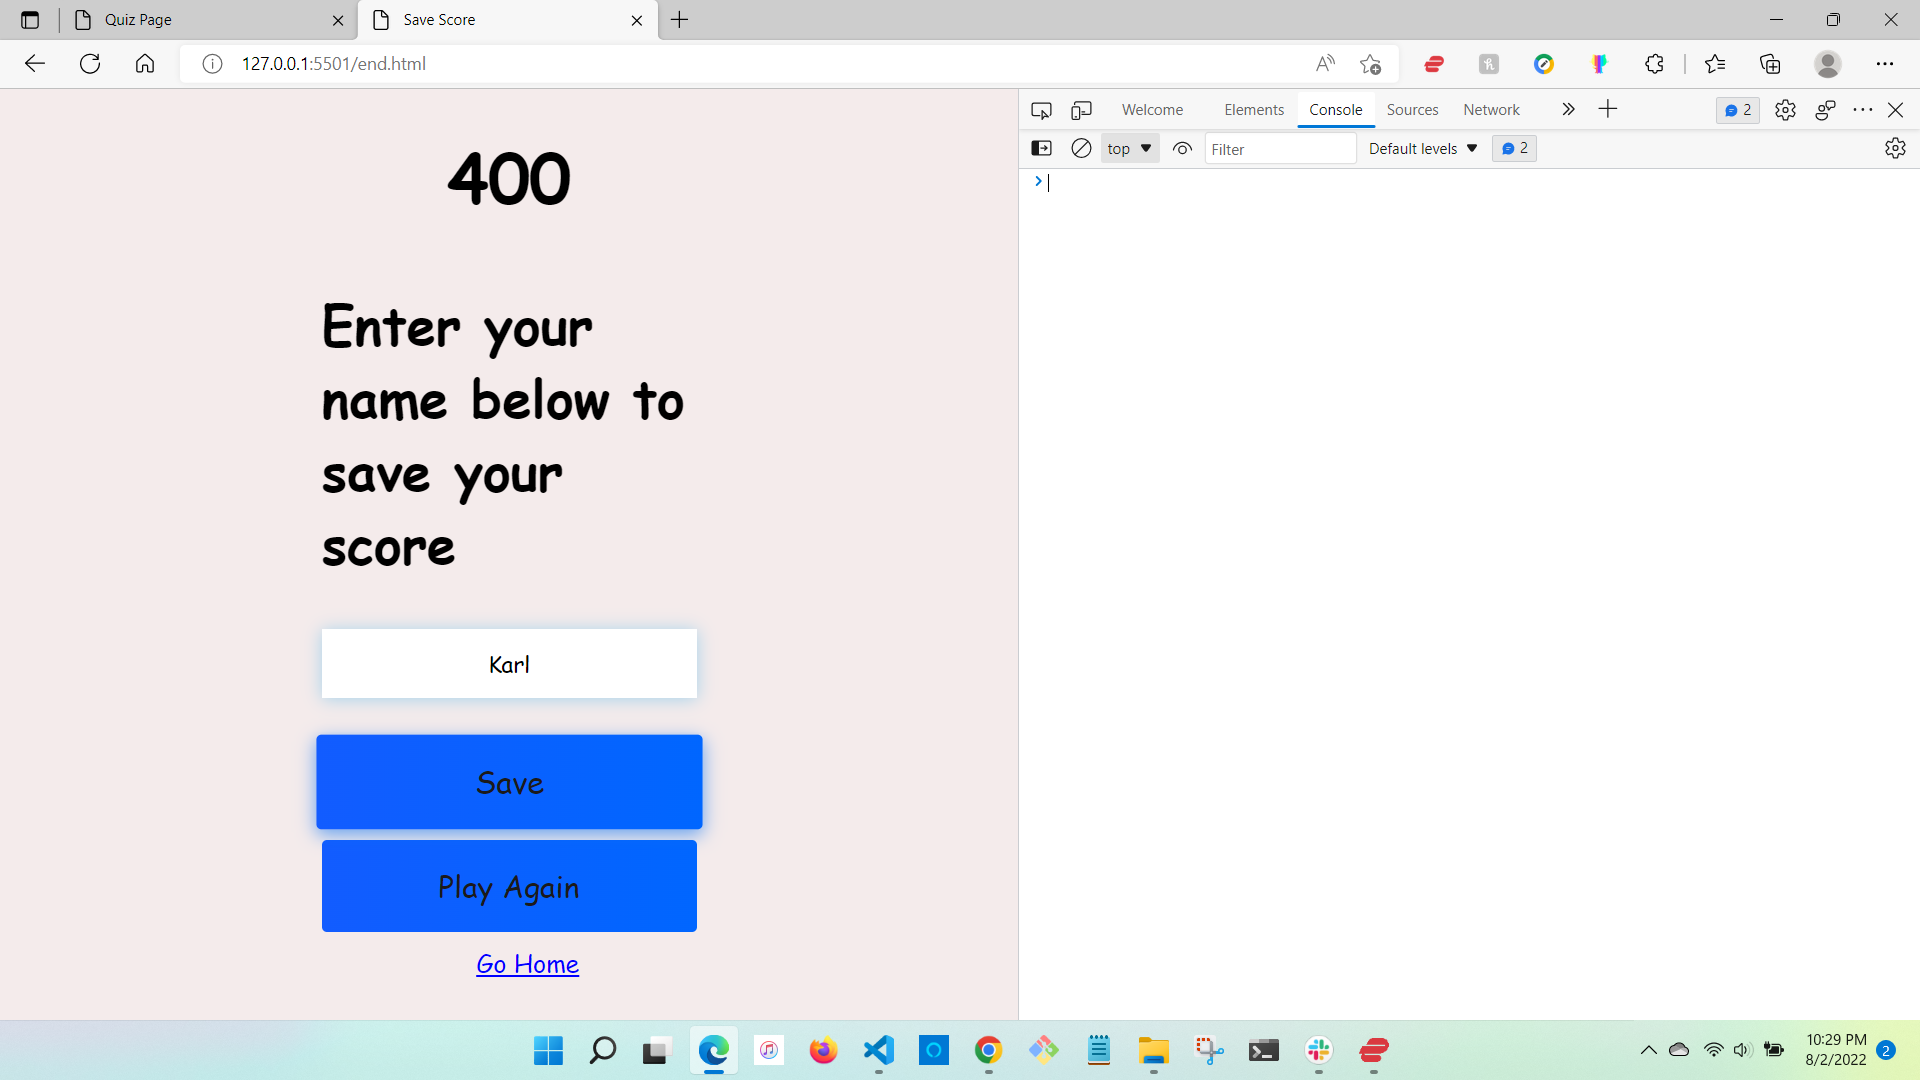 Quiz Page
Save Score
127.0.0.1:5501/end.html
Welcome
Elements
Console
Sources
Network
2
top
Filter
Default levels
2
400
Enter your
name below to
save your
score
Karl
Save
Play Again
Go Home
10:29 PM
8/2/2022
2